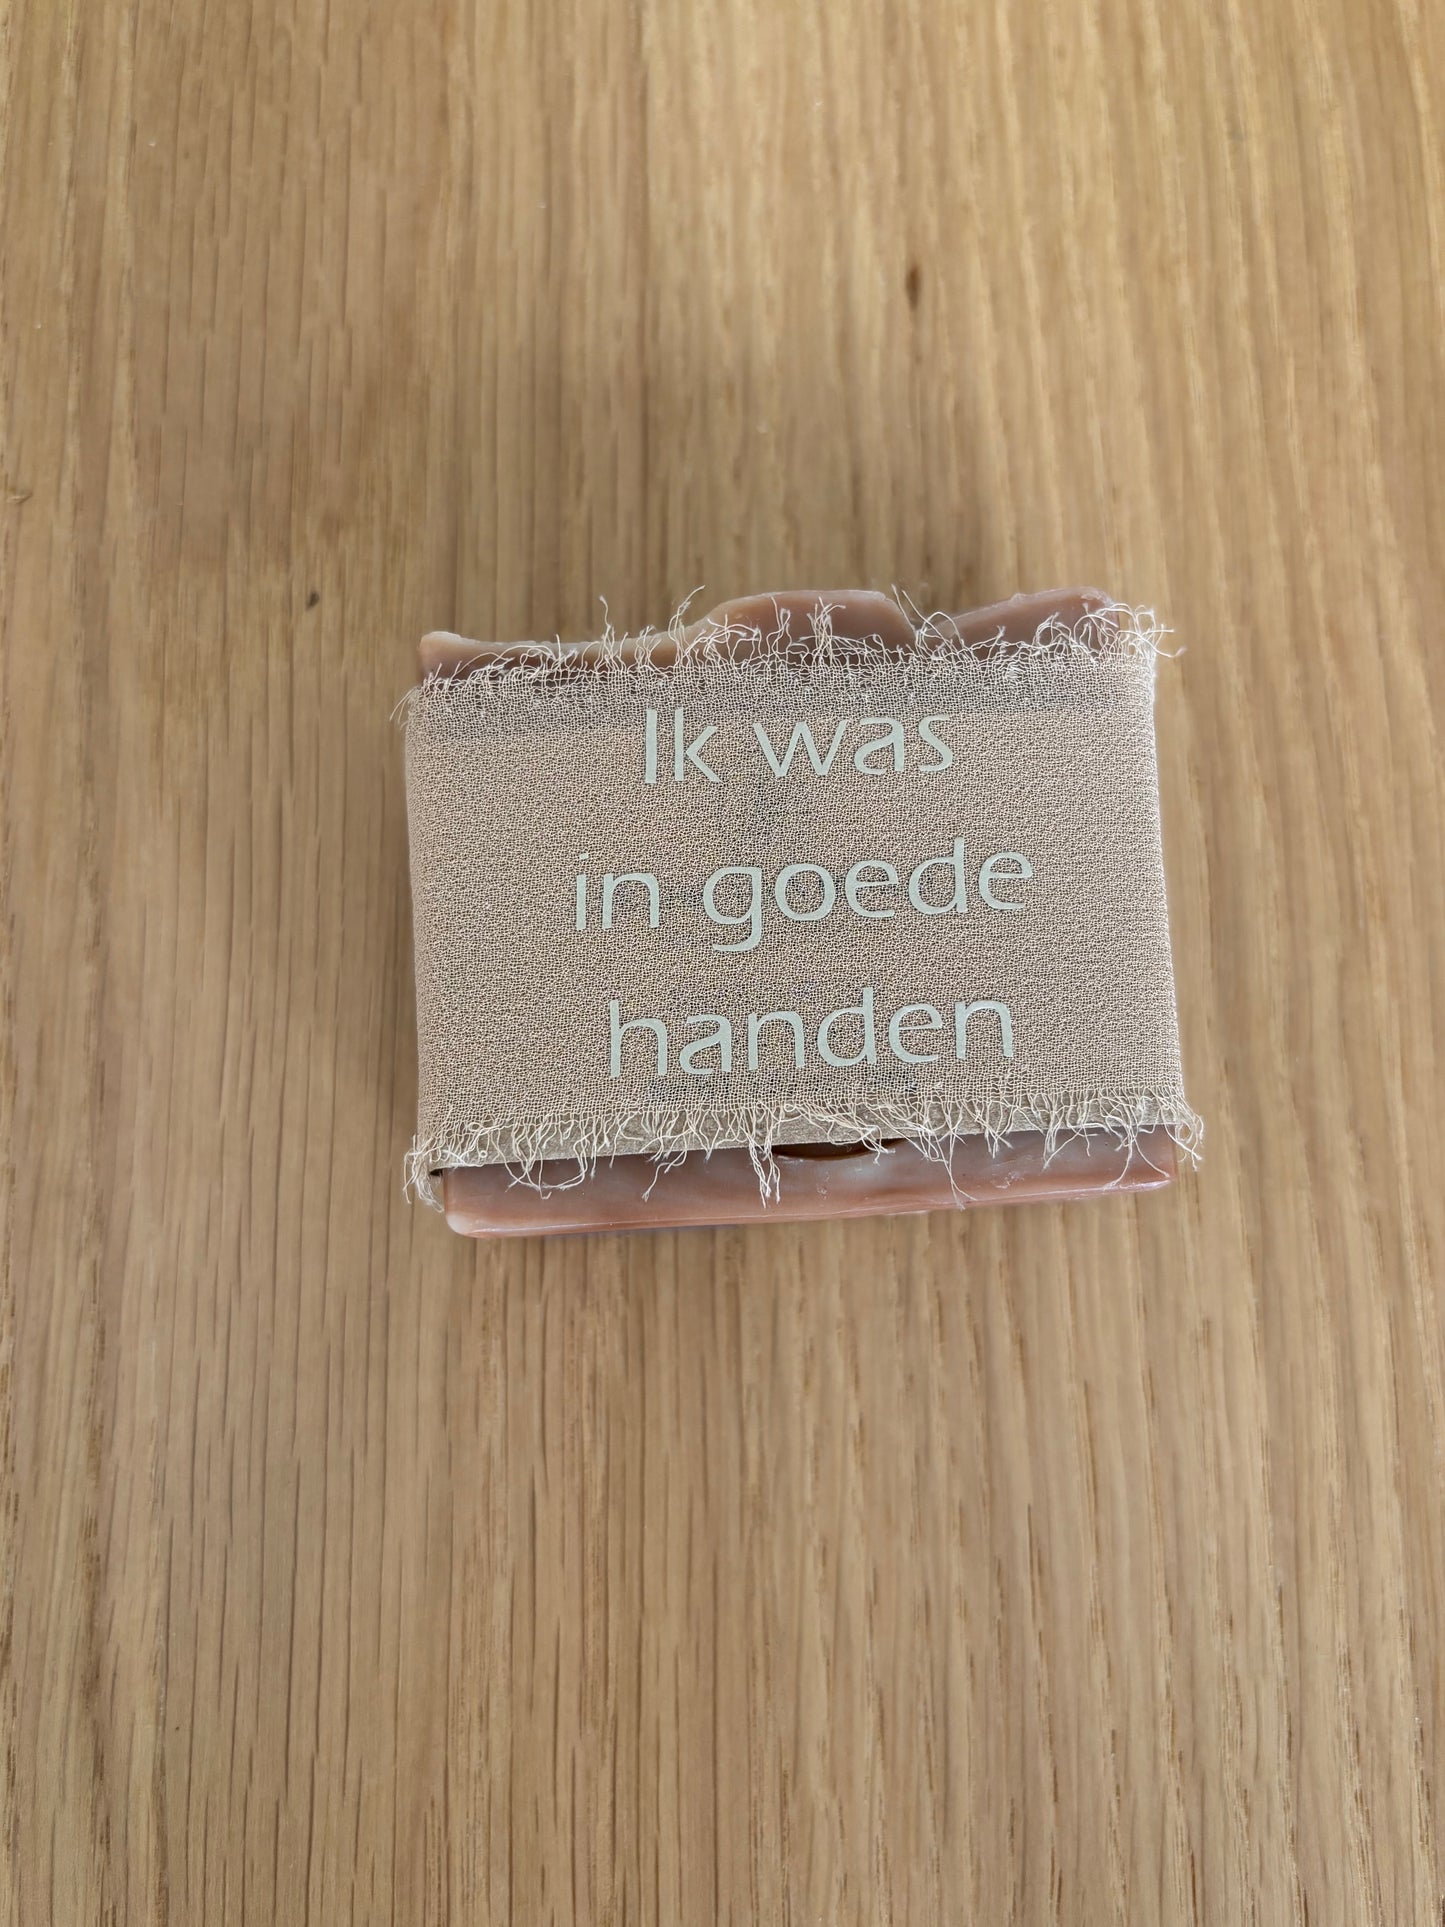 Ik was
in goede
handen